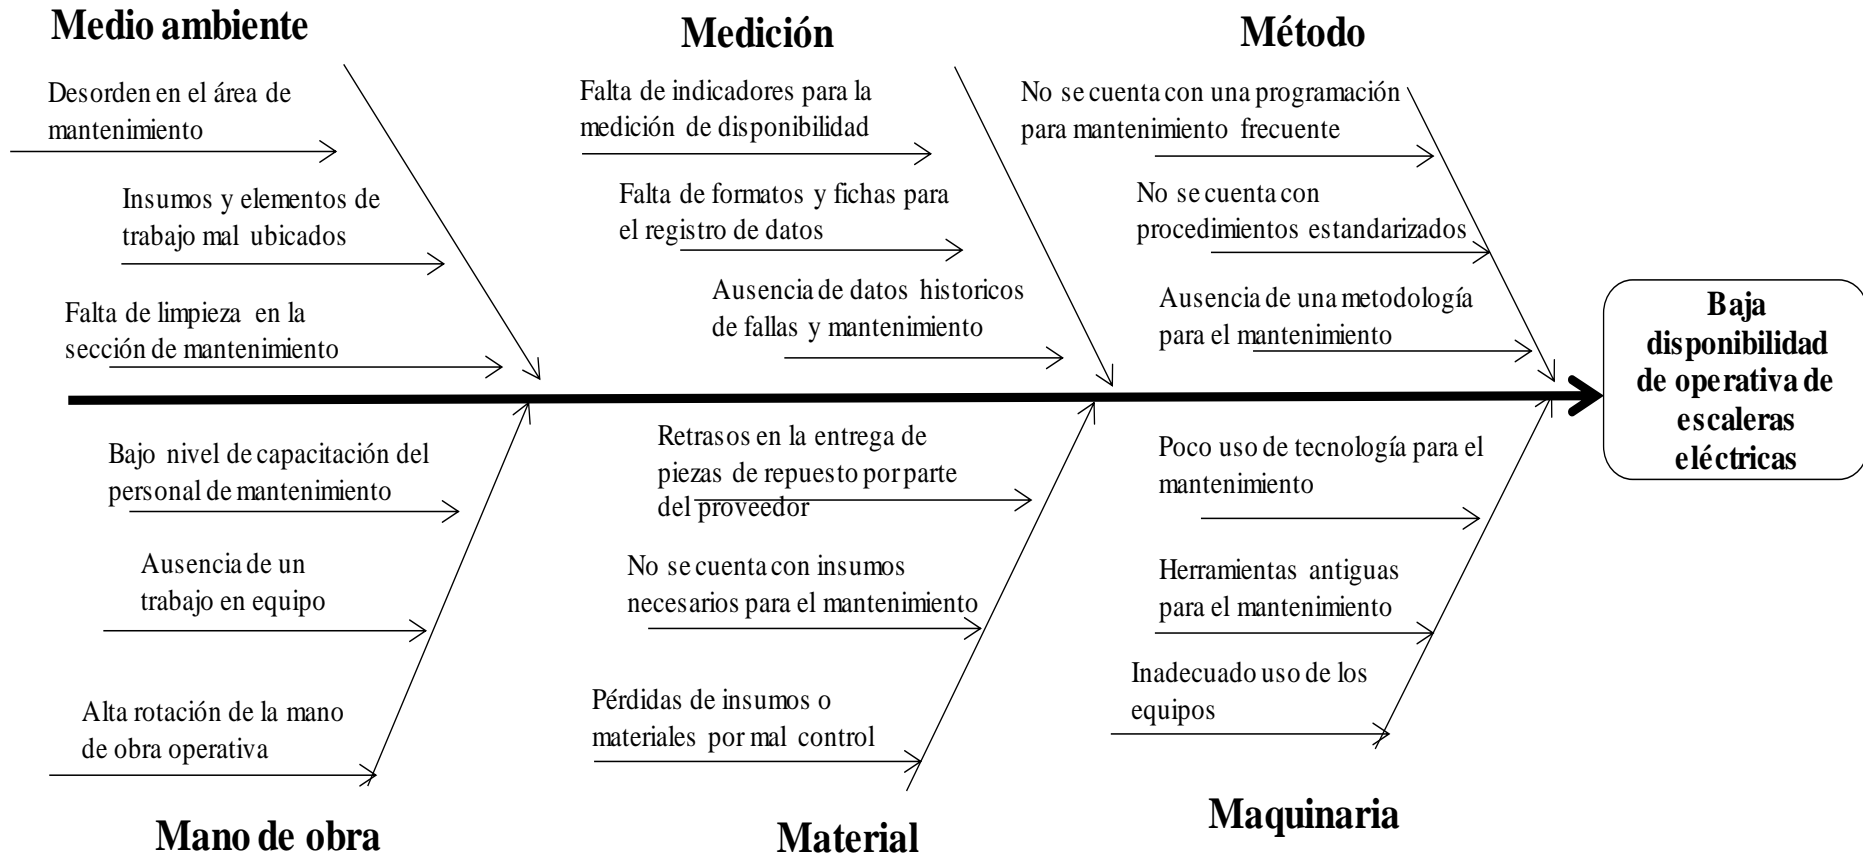 Medio ambiente
Desorden en el área de
mantenimiento
Insumos y elementos de
trabajo mal ubicados
Falta de limpieza en la
sección de mantenimiento
Medición
Falta de indicadores para la
medición de disponibilidad
Falta de formatos y fichas para
el registro de datos
Ausencia de datos historicos
de fallas y mantenimiento
Método
No se cuenta con una programación
para mantenimiento frecuente
No se cuenta con
procedimientos estandarizados
Ausencia de una metodología
para el mantenimiento
Baja
disponibilidad
de operativa de
escaleras
eléctricas
Bajo nivel de capacitación del
personal de mantenimiento
Ausencia de un
trabajo en equipo
Alta rotación de la mano
de obra operativa
Mano de obra
Retrasos en la entrega de
piezas de repuesto por parte
del proveedor
No se cuenta con insumos
necesarios para el mantenimiento
Pérdidas de insumos o
materiales por mal control
Material
Poco uso de tecnología para el
mantenimiento
Herramientas antiguas
para el mantenimiento
Inadecuado uso de los
equipos
Maquinaria